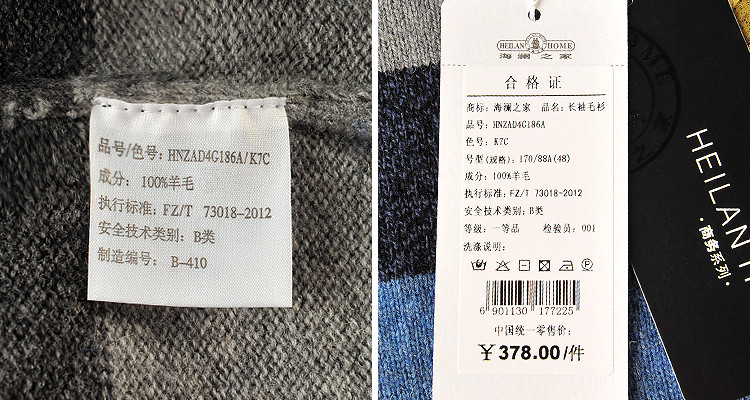 品号/色号: HNZAD4G186A/K7C
成分: 100%羊毛
执行标准: FZ/T 73018-2012
安全技术类别: B类
制造编号: B-410
HEILAN HOME
海澜之家
合格证
商标: 海澜之家 品名: 长袖毛衫
品号: HNZAD4G186A
色号: K7C
号型(规格): 170/88A(48)
成分: 100%羊毛
执行标准: FZ/T 73018-2012
安全技术类别: B类
等级: 一等品 检验员: 001
洗涤说明:
6 901130 177225
中国统一零售价:
¥378.00/件
HEILAN H
·商务系列·